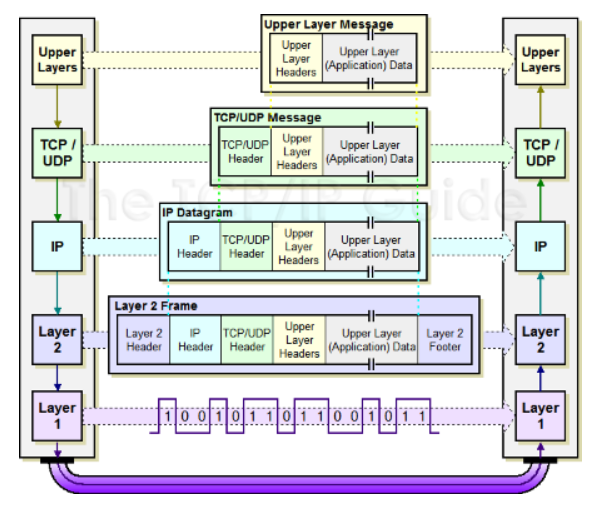 Upper Layer Message
Upper
Layers
Upper
Layer
Headers
Upper Layer
(Application) Data
Upper
Layers
TCP/UDP Message
TCP /
UDP
TCP/UDP
Header
Upper
Layer
Headers
Upper Layer
(Application) Data
TCP /
UDP
The TCP/IP Guide
IP Datagram
IP
IP
Header
TCP/UDP
Header
Upper
Layer
Headers
Upper Layer
(Application) Data
IP
Layer 2 Frame
Layer
2
Layer 2
Header
IP
Header
TCP/UDP
Header
Upper
Layer
Headers
Upper Layer
(Application) Data
Layer 2
Footer
Layer
2
Layer
1
1 0 0 1 0 1 1 0 1 1 0 0 1 0 1 1
Layer
1